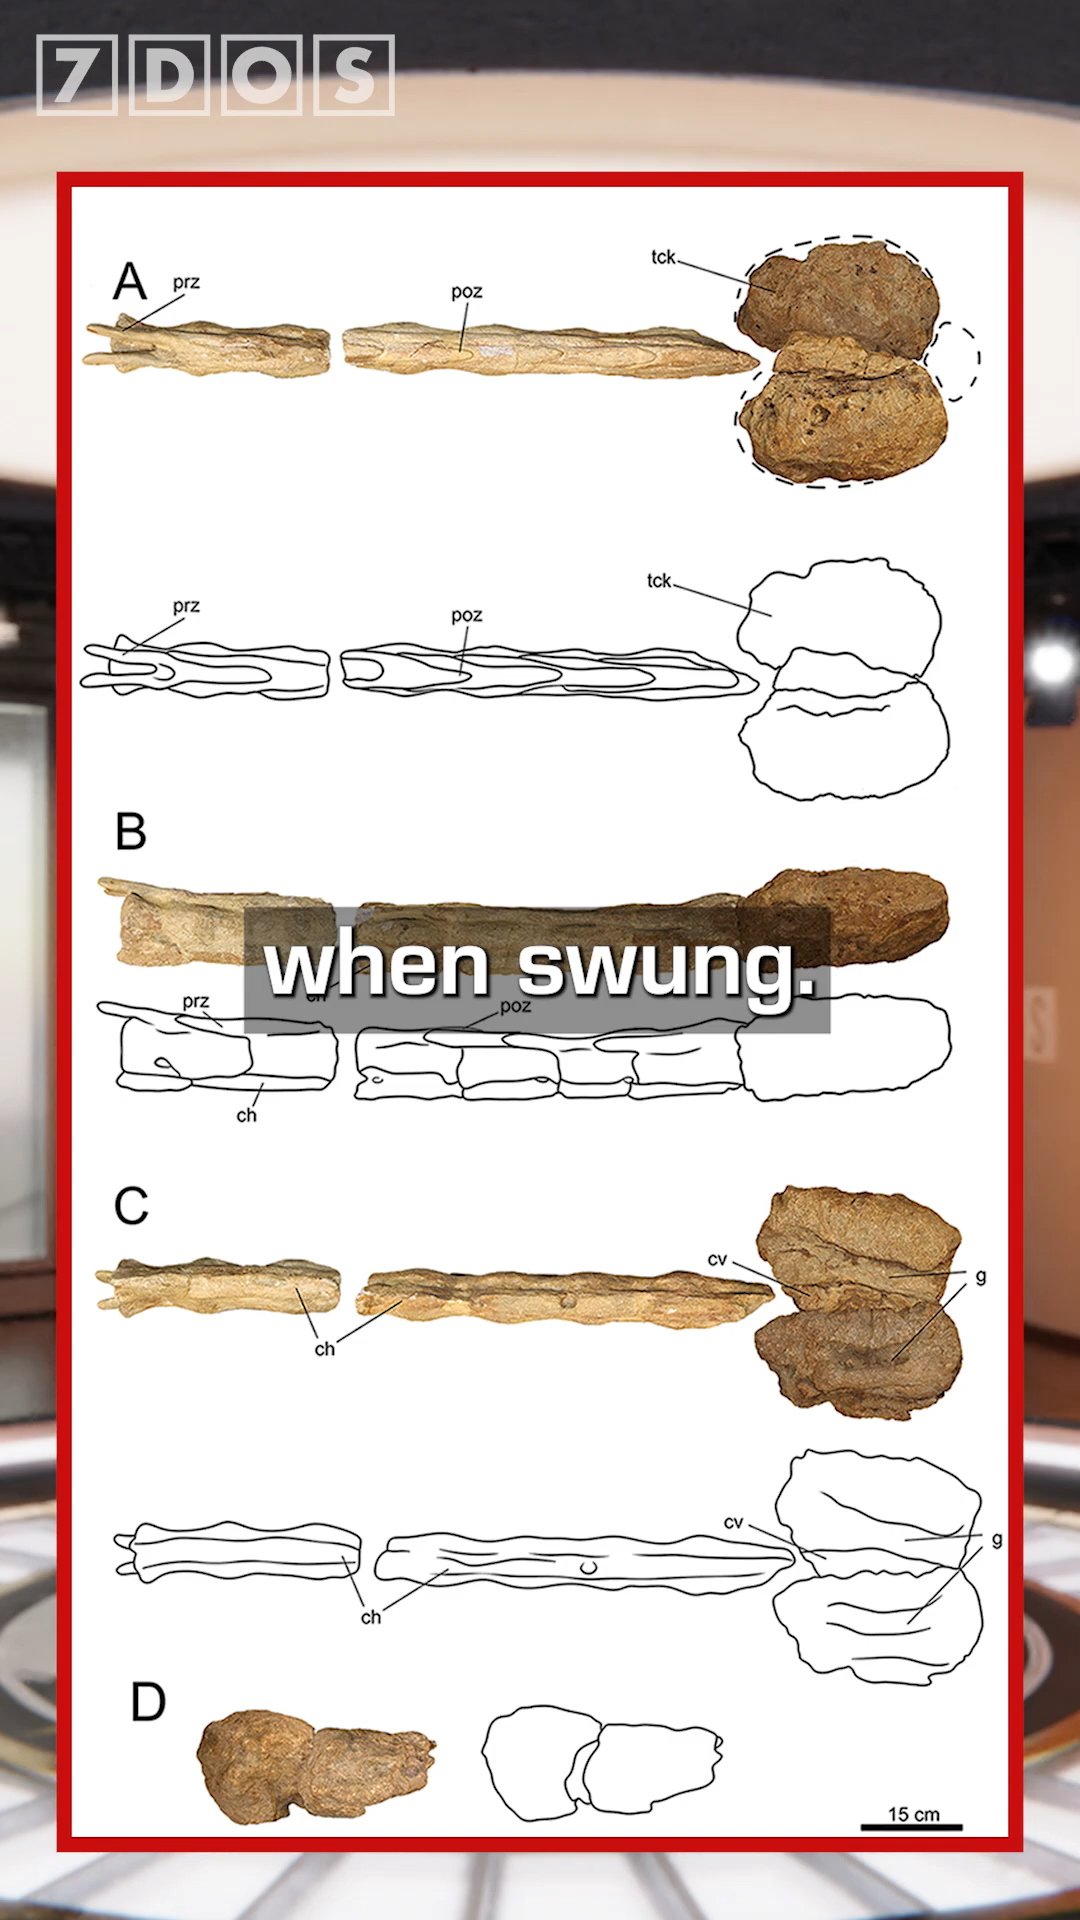 7DOS
A
prz
poz
tck
prz
poz
tck
B
when swung.
prz
poz
ch
C
cv
g
ch
cv
g
ch
D
15 cm